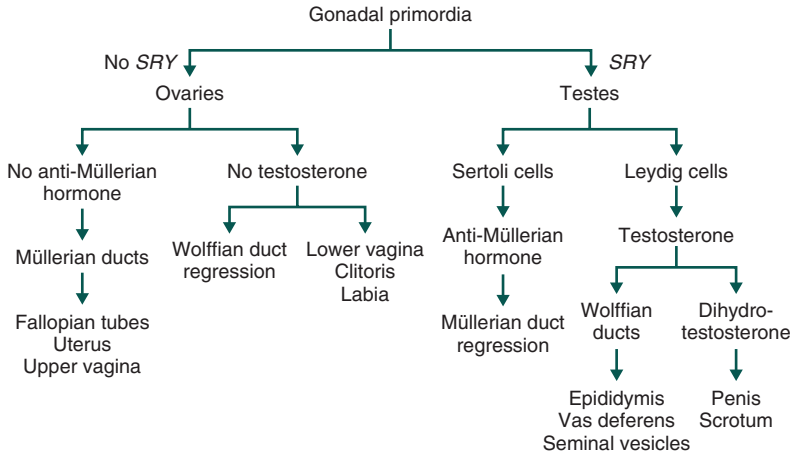 Gonadal primordia
No SRY
SRY
Ovaries
Testes
No anti-Müllerian
hormone
No testosterone
Sertoli cells
Leydig cells
Müllerian ducts
Wolffian duct
regression
Lower vagina
Clitoris
Labia
Anti-Müllerian
hormone
Testosterone
Fallopian tubes
Uterus
Upper vagina
Müllerian duct
regression
Wolffian
ducts
Dihydro-
testosterone
Epididymis
Vas deferens
Seminal vesicles
Penis
Scrotum